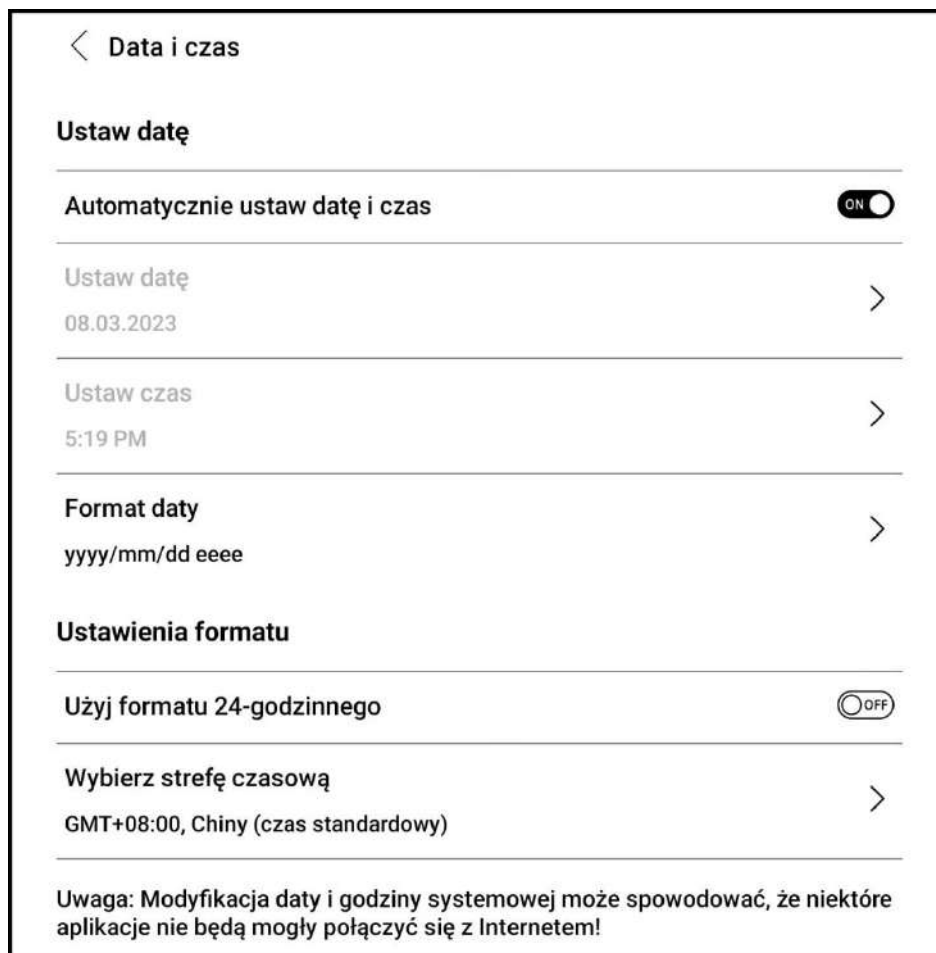 Data i czas
Ustaw datę
Automatycznie ustaw datę i czas
ON
Ustaw datę
08.03.2023
Ustaw czas
5:19 PM
Format daty
yyyy/mm/dd eeee
Ustawienia formatu
Użyj formatu 24-godzinnego
OFF
Wybierz strefę czasową
GMT+08:00, Chiny (czas standardowy)
Uwaga: Modyfikacja daty i godziny systemowej może spowodować, że niektóre
aplikacje nie będą mogły połączyć się z Internetem!